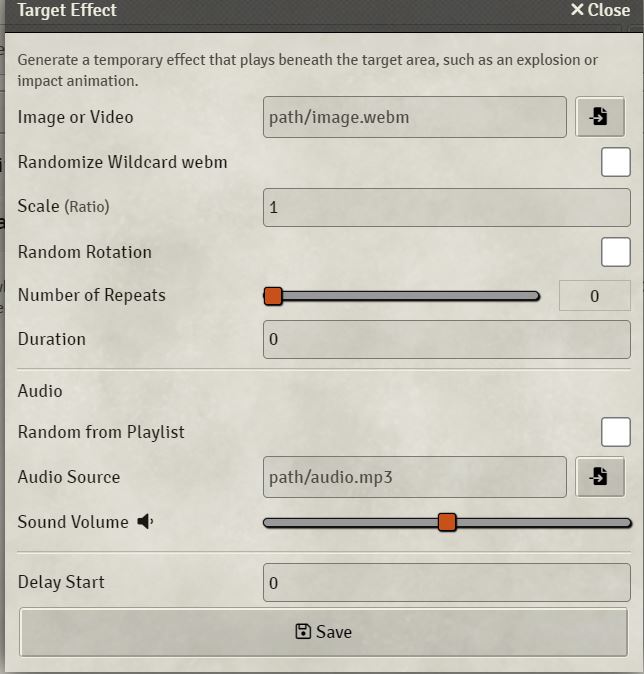 Target Effect
Close
Generate a temporary effect that plays beneath the target area, such as an explosion or
impact animation.
Image or Video
path/image.webm
Randomize Wildcard webm
Scale (Ratio)
1
Random Rotation
Number of Repeats
0
Duration
0
Audio
Random from Playlist
Audio Source
path/audio.mp3
Sound Volume
Delay Start
0
Save